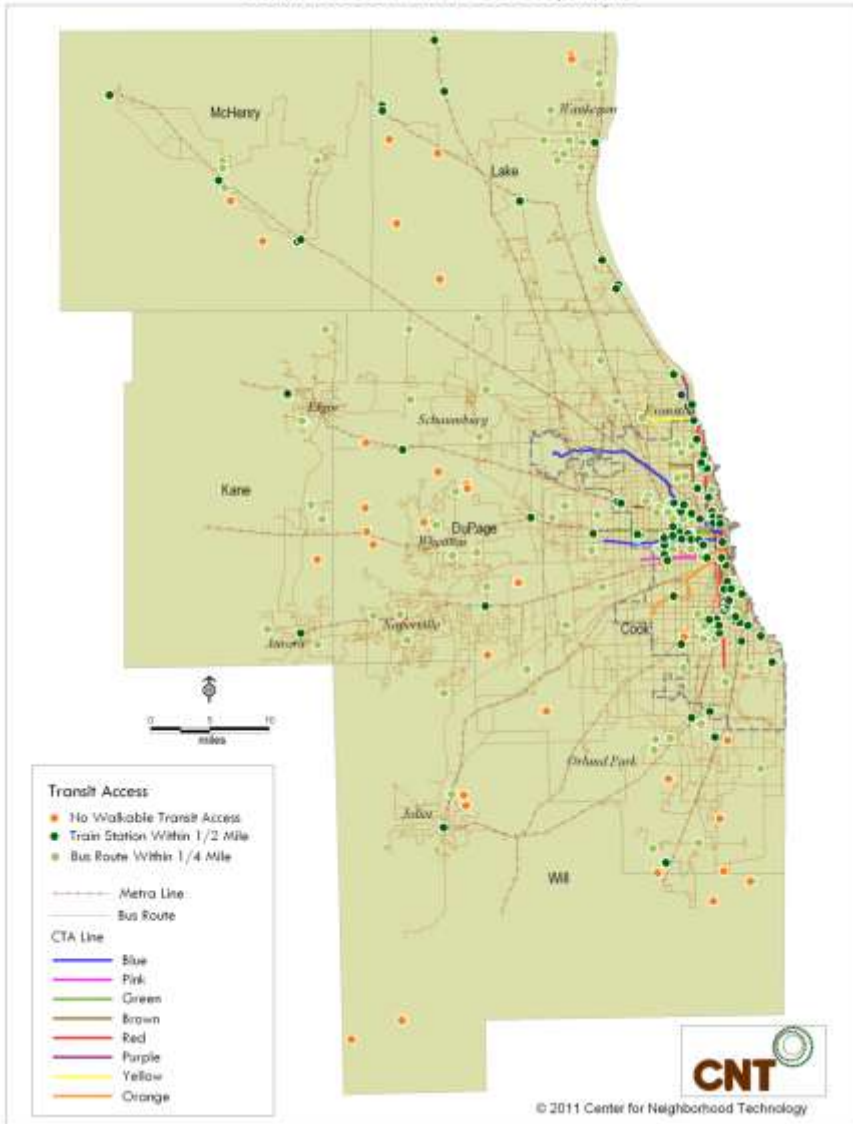 McHenry
Waukegan
Lake
Evanston
Elgin
Schaumburg
Kane
DuPage
Wheaton
Cook
Naperville
Aurora
0 5 10
miles
Orland Park
Joliet
Will
Transit Access
No Walkable Transit Access
Train Station Within 1/2 Mile
Bus Route Within 1/4 Mile
Metra Line
Bus Route
CTA Line
Blue
Pink
Green
Brown
Red
Purple
Yellow
Orange
CNT
© 2011 Center for Neighborhood Technology